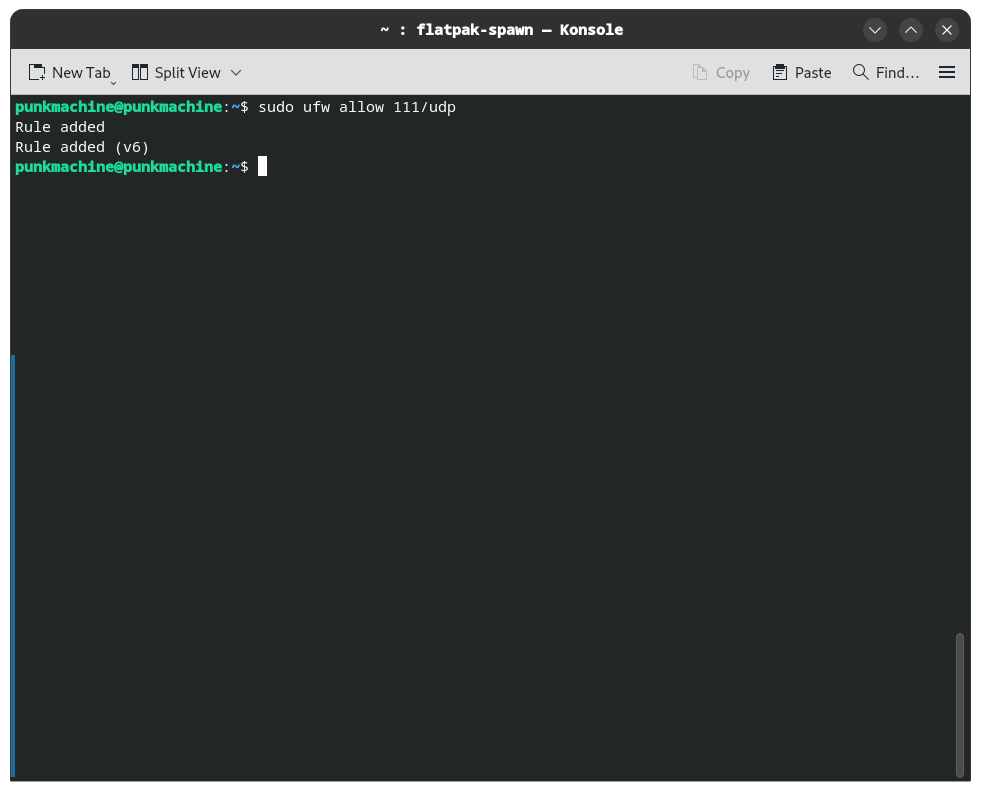 ~ : flatpak-spawn — Konsole
New Tab Split View Copy Paste Find...
punkmachine@punkmachine:~$ sudo ufw allow 111/udp
Rule added
Rule added (v6)
punkmachine@punkmachine:~$